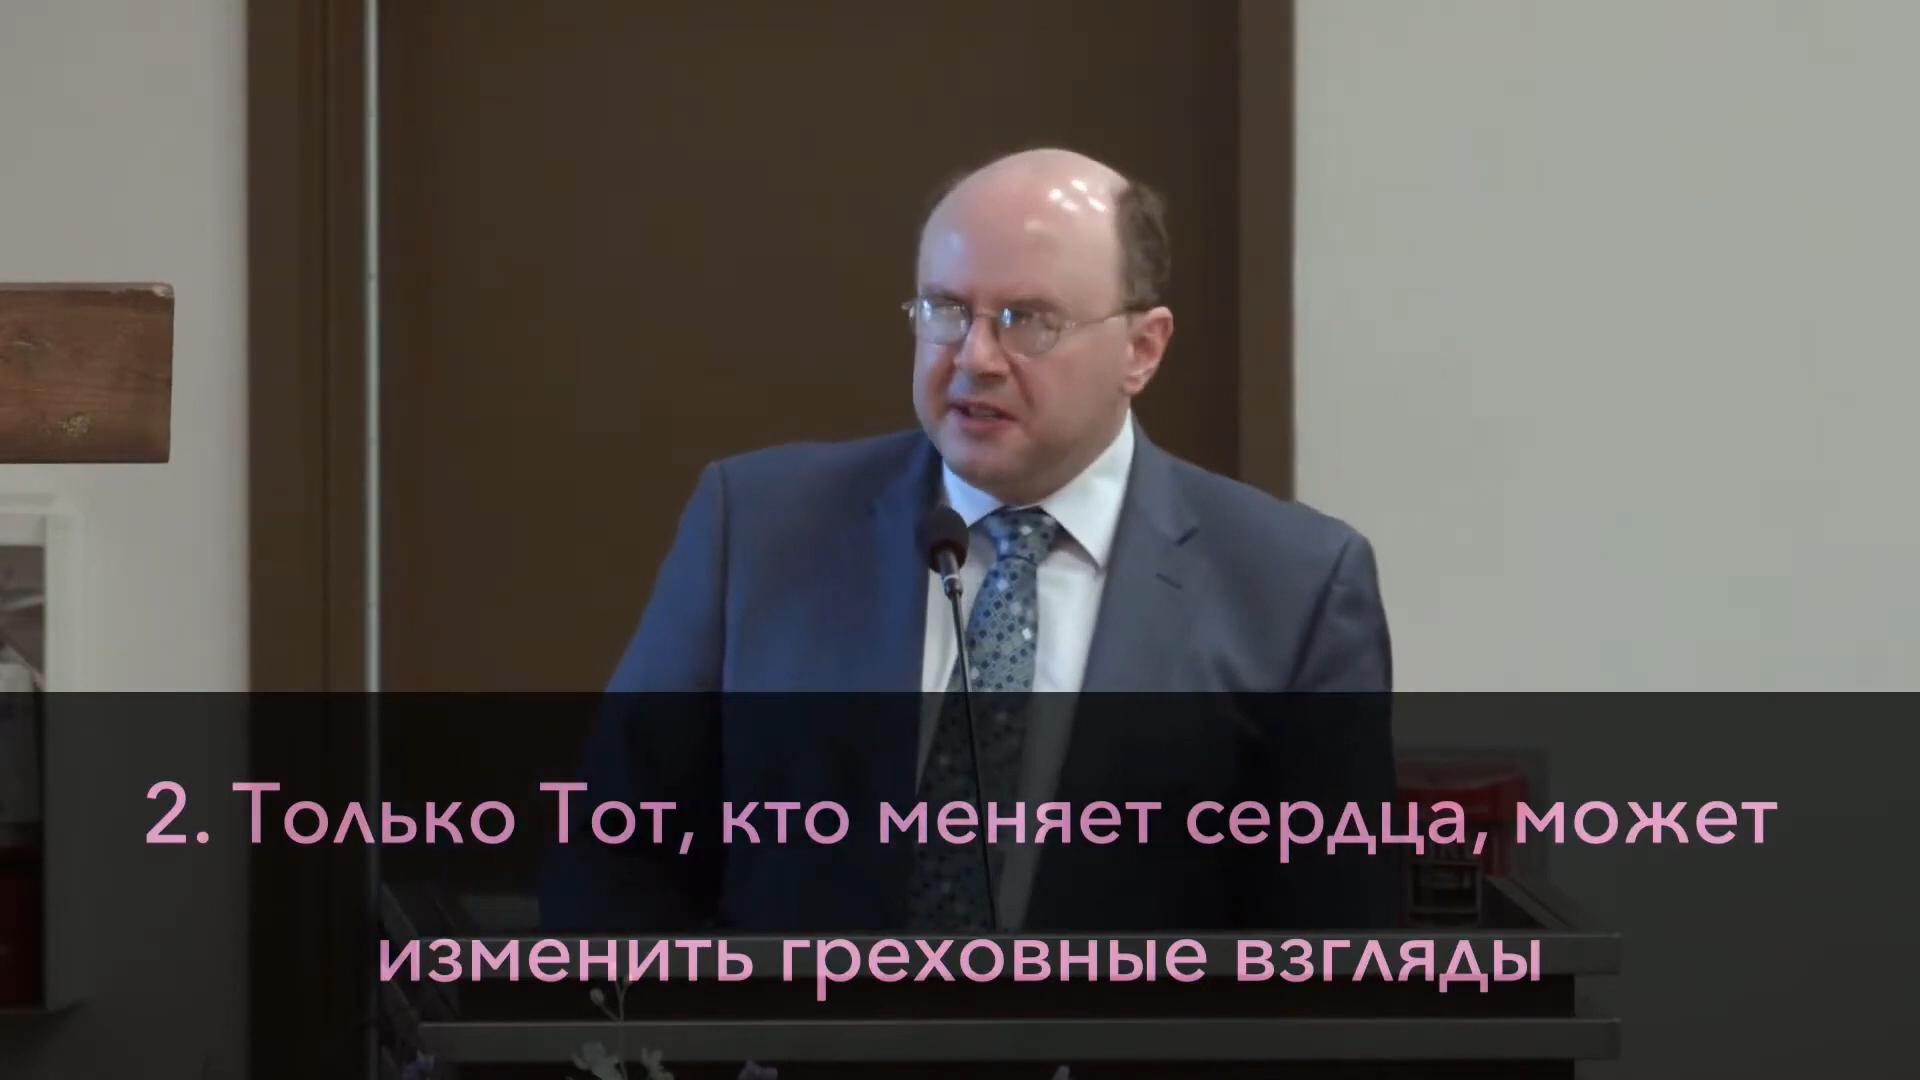 2. Только Тот, кто меняет сердца, может
изменить греховные взгляды